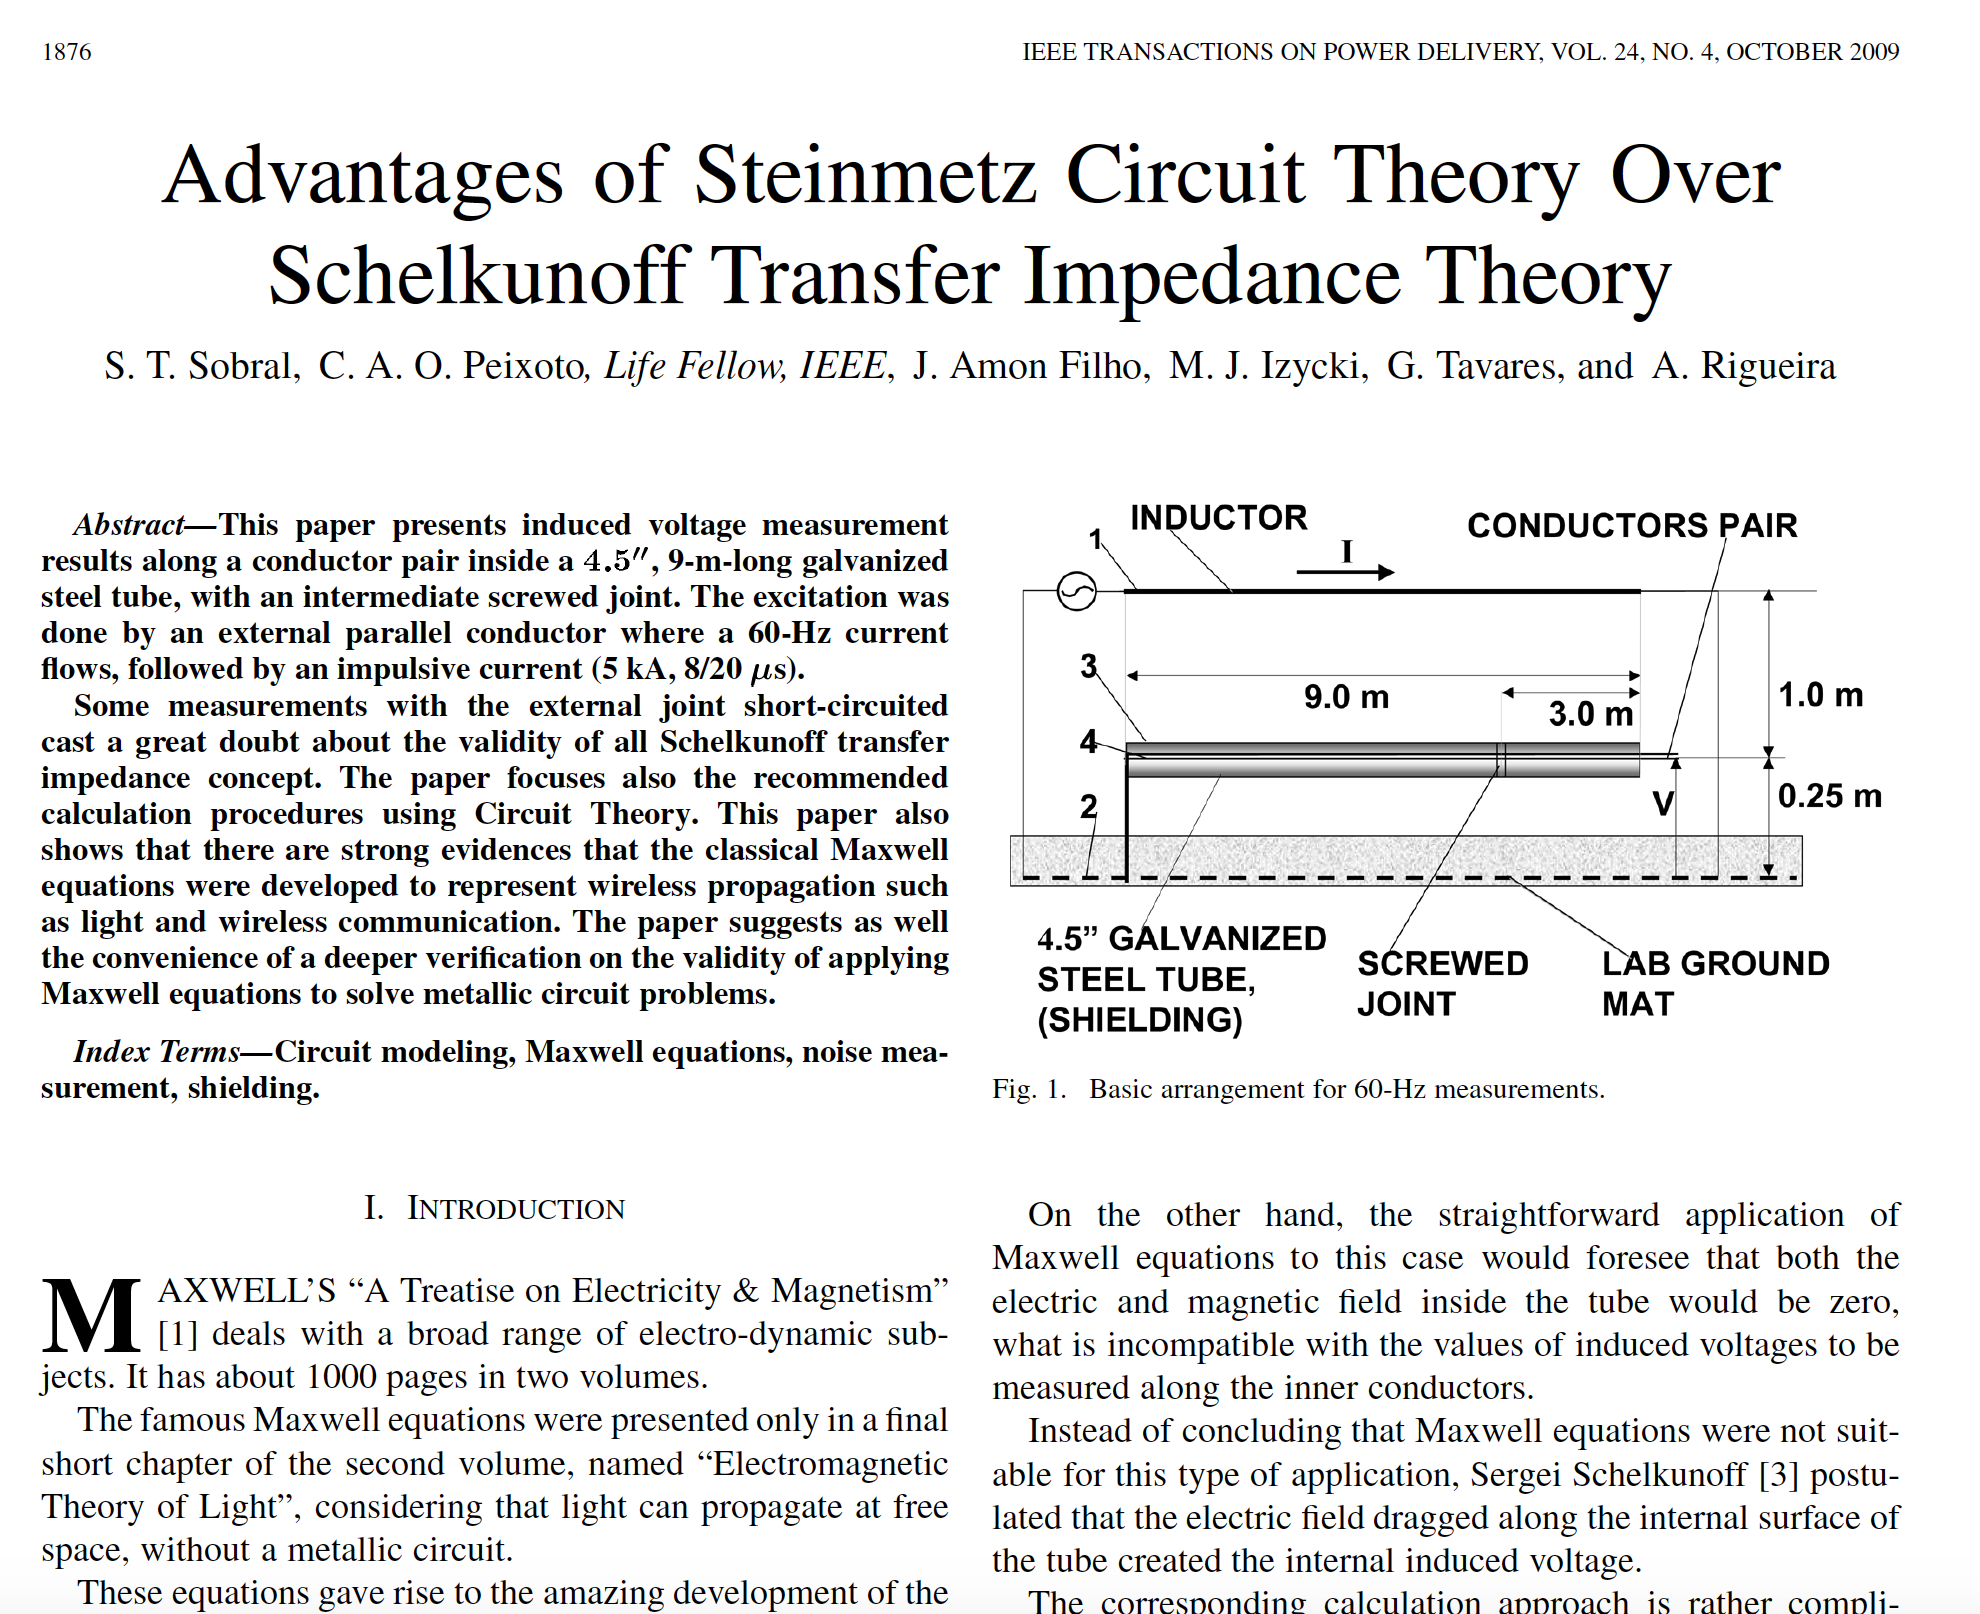 1876
IEEE TRANSACTIONS ON POWER DELIVERY, VOL. 24, NO. 4, OCTOBER 2009
Advantages of Steinmetz Circuit Theory Over
Schelkunoff Transfer Impedance Theory
S. T. Sobral, C. A. O. Peixoto, Life Fellow, IEEE, J. Amon Filho, M. J. Izycki, G. Tavares, and A. Rigueira
Abstract—This paper presents induced voltage measurement
results along a conductor pair inside a 4.5″, 9-m-long galvanized
steel tube, with an intermediate screwed joint. The excitation was
done by an external parallel conductor where a 60-Hz current
flows, followed by an impulsive current (5 kA, 8/20 μs).
Some measurements with the external joint short-circuited
cast a great doubt about the validity of all Schelkunoff transfer
impedance concept. The paper focuses also the recommended
calculation procedures using Circuit Theory. This paper also
shows that there are strong evidences that the classical Maxwell
equations were developed to represent wireless propagation such
as light and wireless communication. The paper suggests as well
the convenience of a deeper verification on the validity of applying
Maxwell equations to solve metallic circuit problems.
Index Terms—Circuit modeling, Maxwell equations, noise mea-
surement, shielding.
I. INTRODUCTION
MAXWELL'S “A Treatise on Electricity & Magnetism”
[1] deals with a broad range of electro-dynamic sub-
jects. It has about 1000 pages in two volumes.
The famous Maxwell equations were presented only in a final
short chapter of the second volume, named “Electromagnetic
Theory of Light”, considering that light can propagate at free
space, without a metallic circuit.
These equations gave rise to the amazing development of the
INDUCTOR
CONDUCTORS PAIR
1
I
3
9.0 m
3.0 m
1.0 m
4
2
V
0.25 m
4.5” GALVANIZED
STEEL TUBE,
(SHIELDING)
SCREWED
JOINT
LAB GROUND
MAT
Fig. 1. Basic arrangement for 60-Hz measurements.
On the other hand, the straightforward application of
Maxwell equations to this case would foresee that both the
electric and magnetic field inside the tube would be zero,
what is incompatible with the values of induced voltages to be
measured along the inner conductors.
Instead of concluding that Maxwell equations were not suit-
able for this type of application, Sergei Schelkunoff [3] postu-
lated that the electric field dragged along the internal surface of
the tube created the internal induced voltage.
The corresponding calculation approach is rather compli-